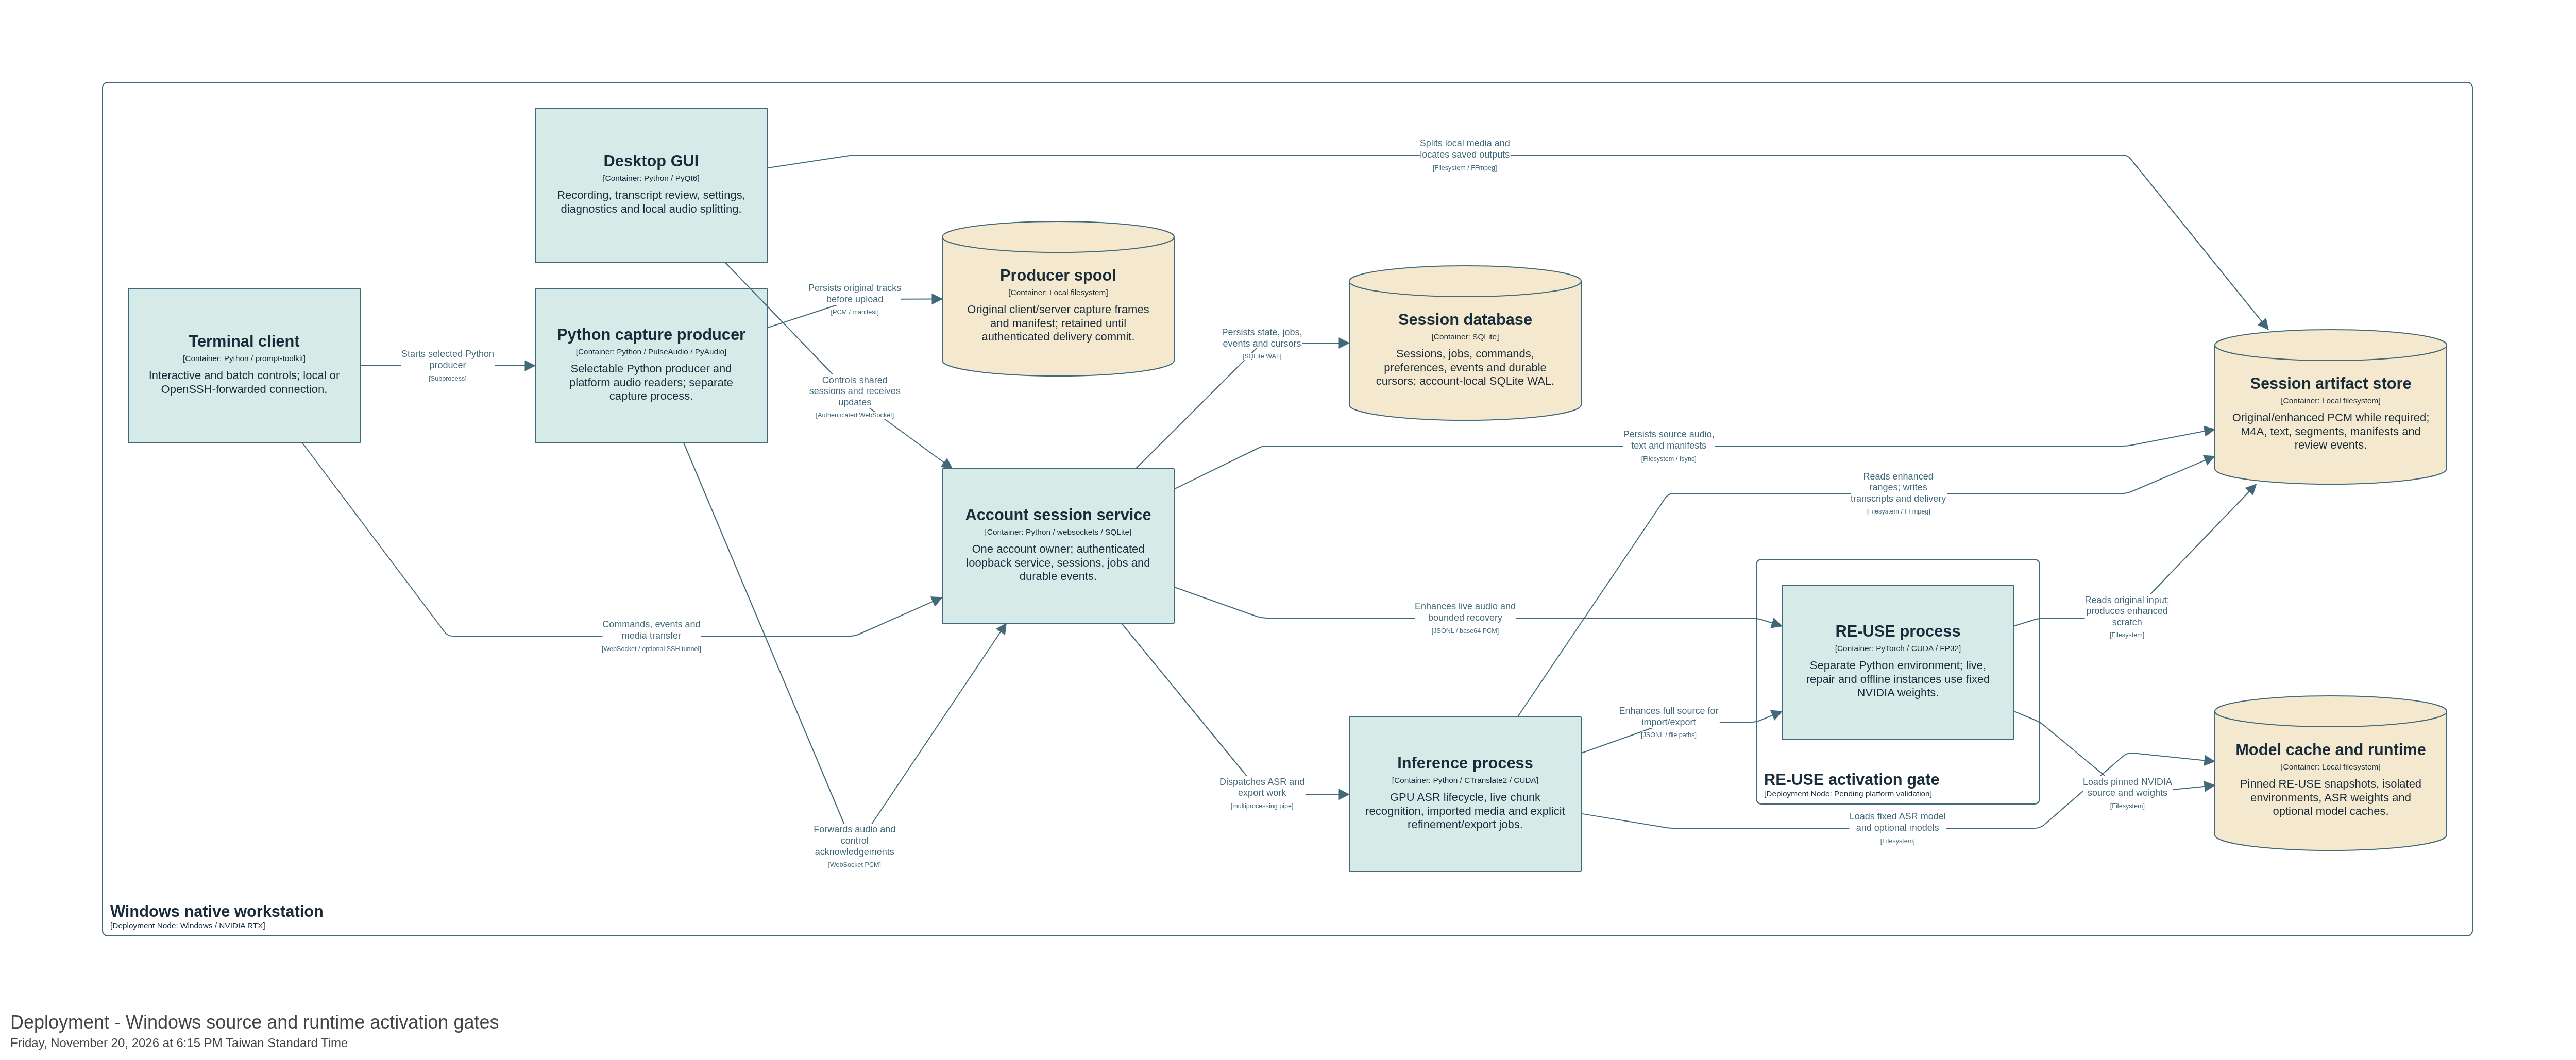 Desktop GUI
[Container: Python / PyQt6]
Recording, transcript review, settings,
diagnostics and local audio splitting.
Splits local media and
locates saved outputs
[Filesystem / FFmpeg]
Terminal client
[Container: Python / prompt-toolkit]
Interactive and batch controls; local or
OpenSSH-forwarded connection.
Starts selected Python
producer
[Subprocess]
Python capture producer
[Container: Python / PulseAudio / PyAudio]
Selectable Python producer and
platform audio readers; separate
capture process.
Persists original tracks
before upload
[PCM / manifest]
Producer spool
[Container: Local filesystem]
Original client/server capture frames
and manifest; retained until
authenticated delivery commit.
Controls shared
sessions and receives
updates
[Authenticated WebSocket]
Persists state, jobs,
events and cursors
[SQLite WAL]
Session database
[Container: SQLite]
Sessions, jobs, commands,
preferences, events and durable
cursors; account-local SQLite WAL.
Session artifact store
[Container: Local filesystem]
Original/enhanced PCM while required;
M4A, text, segments, manifests and
review events.
Persists source audio,
text and manifests
[Filesystem / fsync]
Reads enhanced
ranges; writes
transcripts and delivery
[Filesystem / FFmpeg]
Account session service
[Container: Python / websockets / SQLite]
One account owner; authenticated
loopback service, sessions, jobs and
durable events.
Commands, events and
media transfer
[WebSocket / optional SSH tunnel]
Enhances live audio and
bounded recovery
[JSONL / base64 PCM]
RE-USE process
[Container: PyTorch / CUDA / FP32]
Separate Python environment; live,
repair and offline instances use fixed
NVIDIA weights.
Reads original input;
produces enhanced
scratch
[Filesystem]
Enhances full source for
import/export
[JSONL / file paths]
RE-USE activation gate
[Deployment Node: Pending platform validation]
Dispatches ASR and
export work
[multiprocessing pipe]
Inference process
[Container: Python / CTranslate2 / CUDA]
GPU ASR lifecycle, live chunk
recognition, imported media and explicit
refinement/export jobs.
Loads pinned NVIDIA
source and weights
[Filesystem]
Model cache and runtime
[Container: Local filesystem]
Pinned RE-USE snapshots, isolated
environments, ASR weights and
optional model caches.
Loads fixed ASR model
and optional models
[Filesystem]
Forwards audio and
control
acknowledgements
[WebSocket PCM]
Windows native workstation
[Deployment Node: Windows / NVIDIA RTX]
Deployment - Windows source and runtime activation gates
Friday, November 20, 2026 at 6:15 PM Taiwan Standard Time